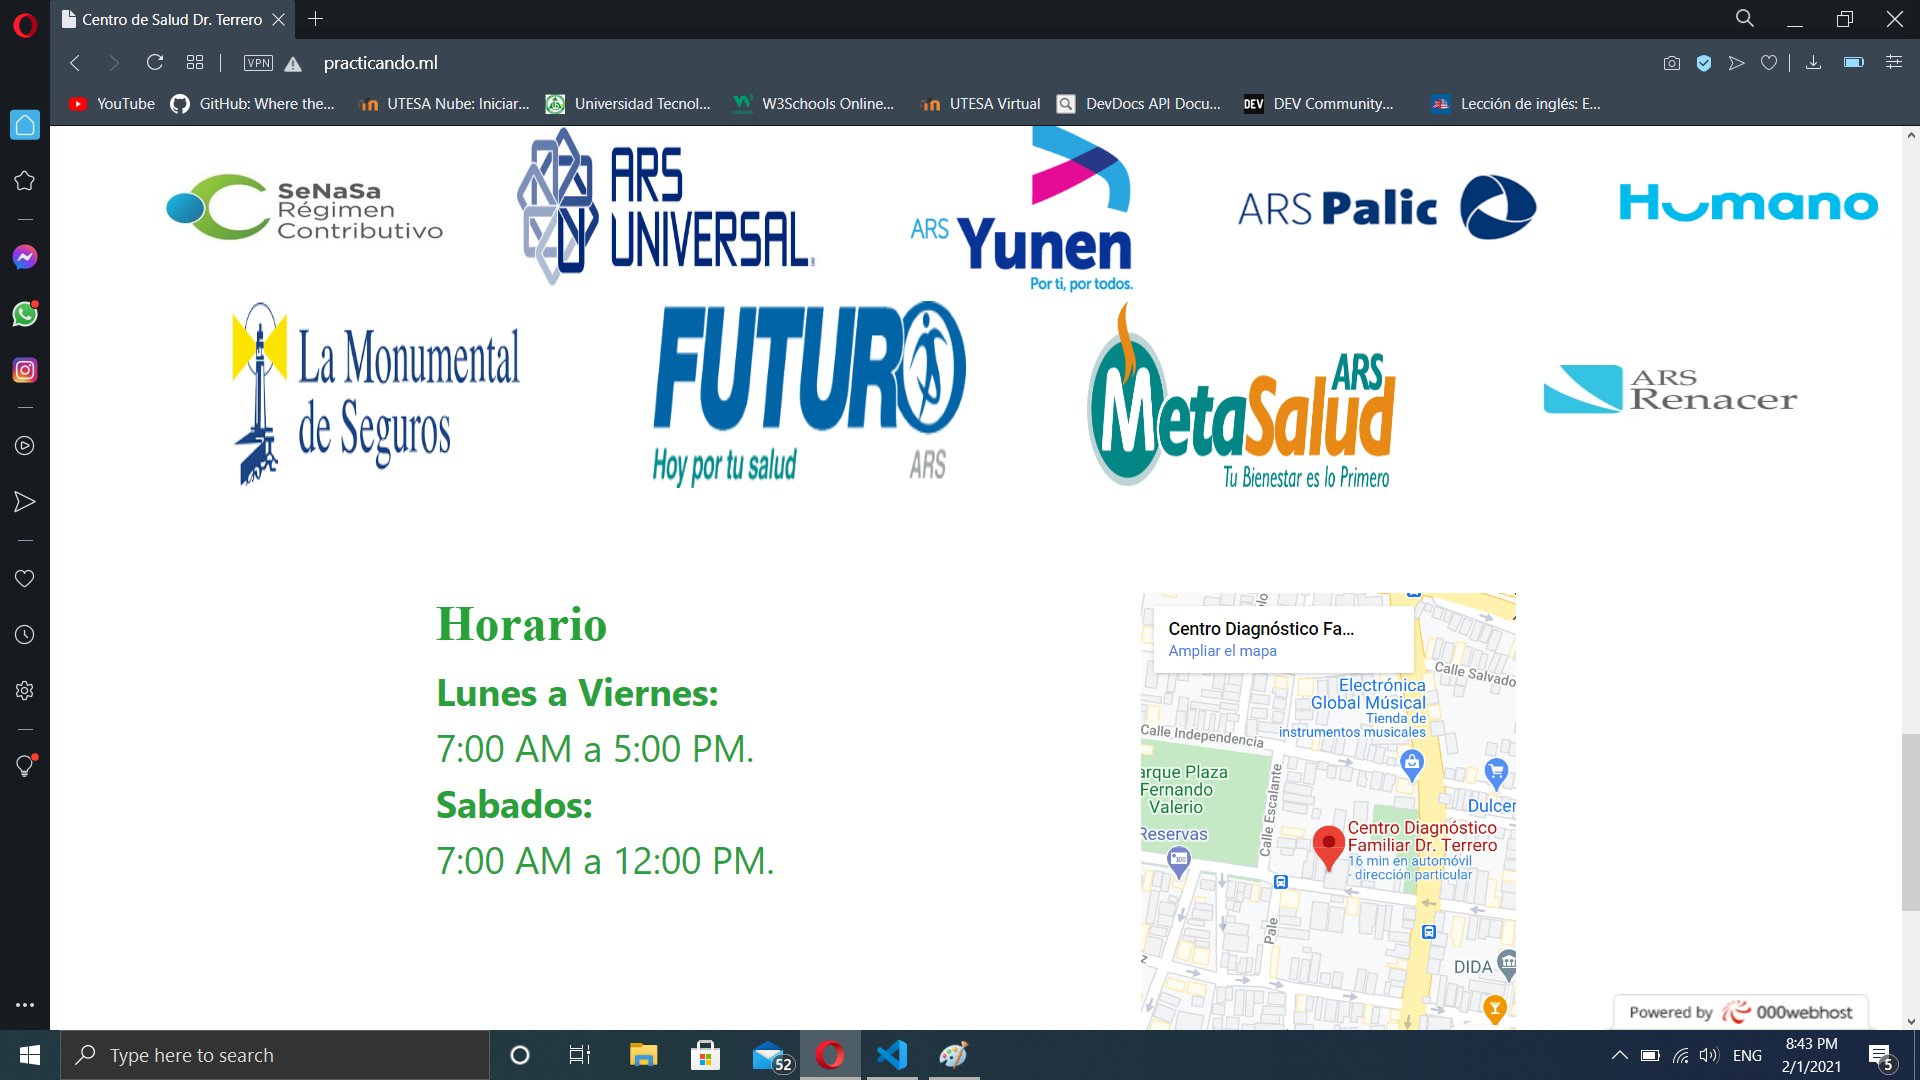 Centro de Salud Dr. Terrero
VPN
practicando.ml
YouTube
GitHub: Where the...
UTESA Nube: Iniciar...
Universidad Tecnol...
W3Schools Online...
UTESA Virtual
DevDocs API Docu...
DEV
DEV Community...
Lección de inglés: E...
SeNaSa
Régimen
Contributivo
ARS
UNIVERSAL
ARS
Yunen
Por ti, por todos.
ARS Palic
Humano
La Monumental
de Seguros
FUTURO
Hoy por tu salud
ARS
ARS
MetaSalud
Tu Bienestar es lo Primero
ARS
Renacer
Horario
Lunes a Viernes:
7:00 AM a 5:00 PM.
Sabados:
7:00 AM a 12:00 PM.
Centro Diagnóstico Fa...
Ampliar el mapa
Calle Salvado
Electrónica
Global Músical
Tienda de
instrumentos musicales
Calle Independencia
arque Plaza
Fernando
Valerio
Calle Escalante
Dulcer
Reservas
Centro Diagnóstico
Familiar Dr. Terrero
16 min en automóvil
- dirección particular
Pale
DIDA
Powered by 000webhost
Type here to search
52
ENG
8:43 PM
2/1/2021
5